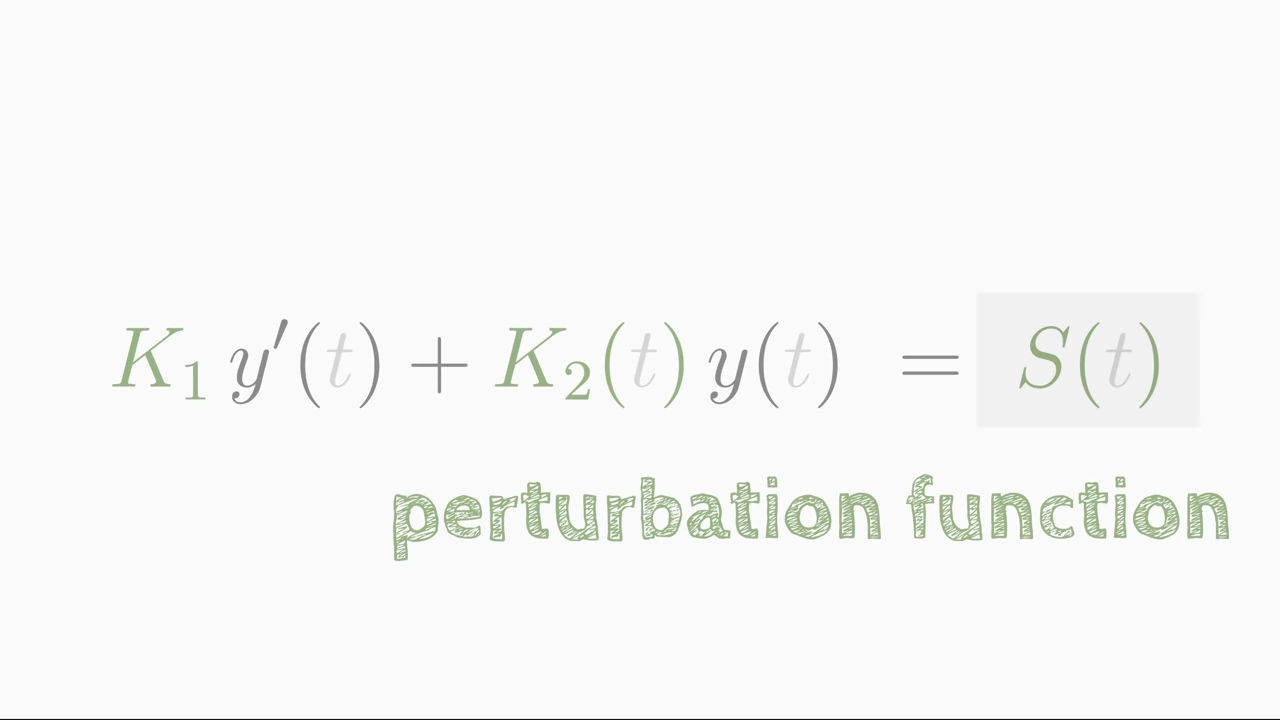 K₁ y′(t) + K₂(t) y(t) = S(t)
perturbation function